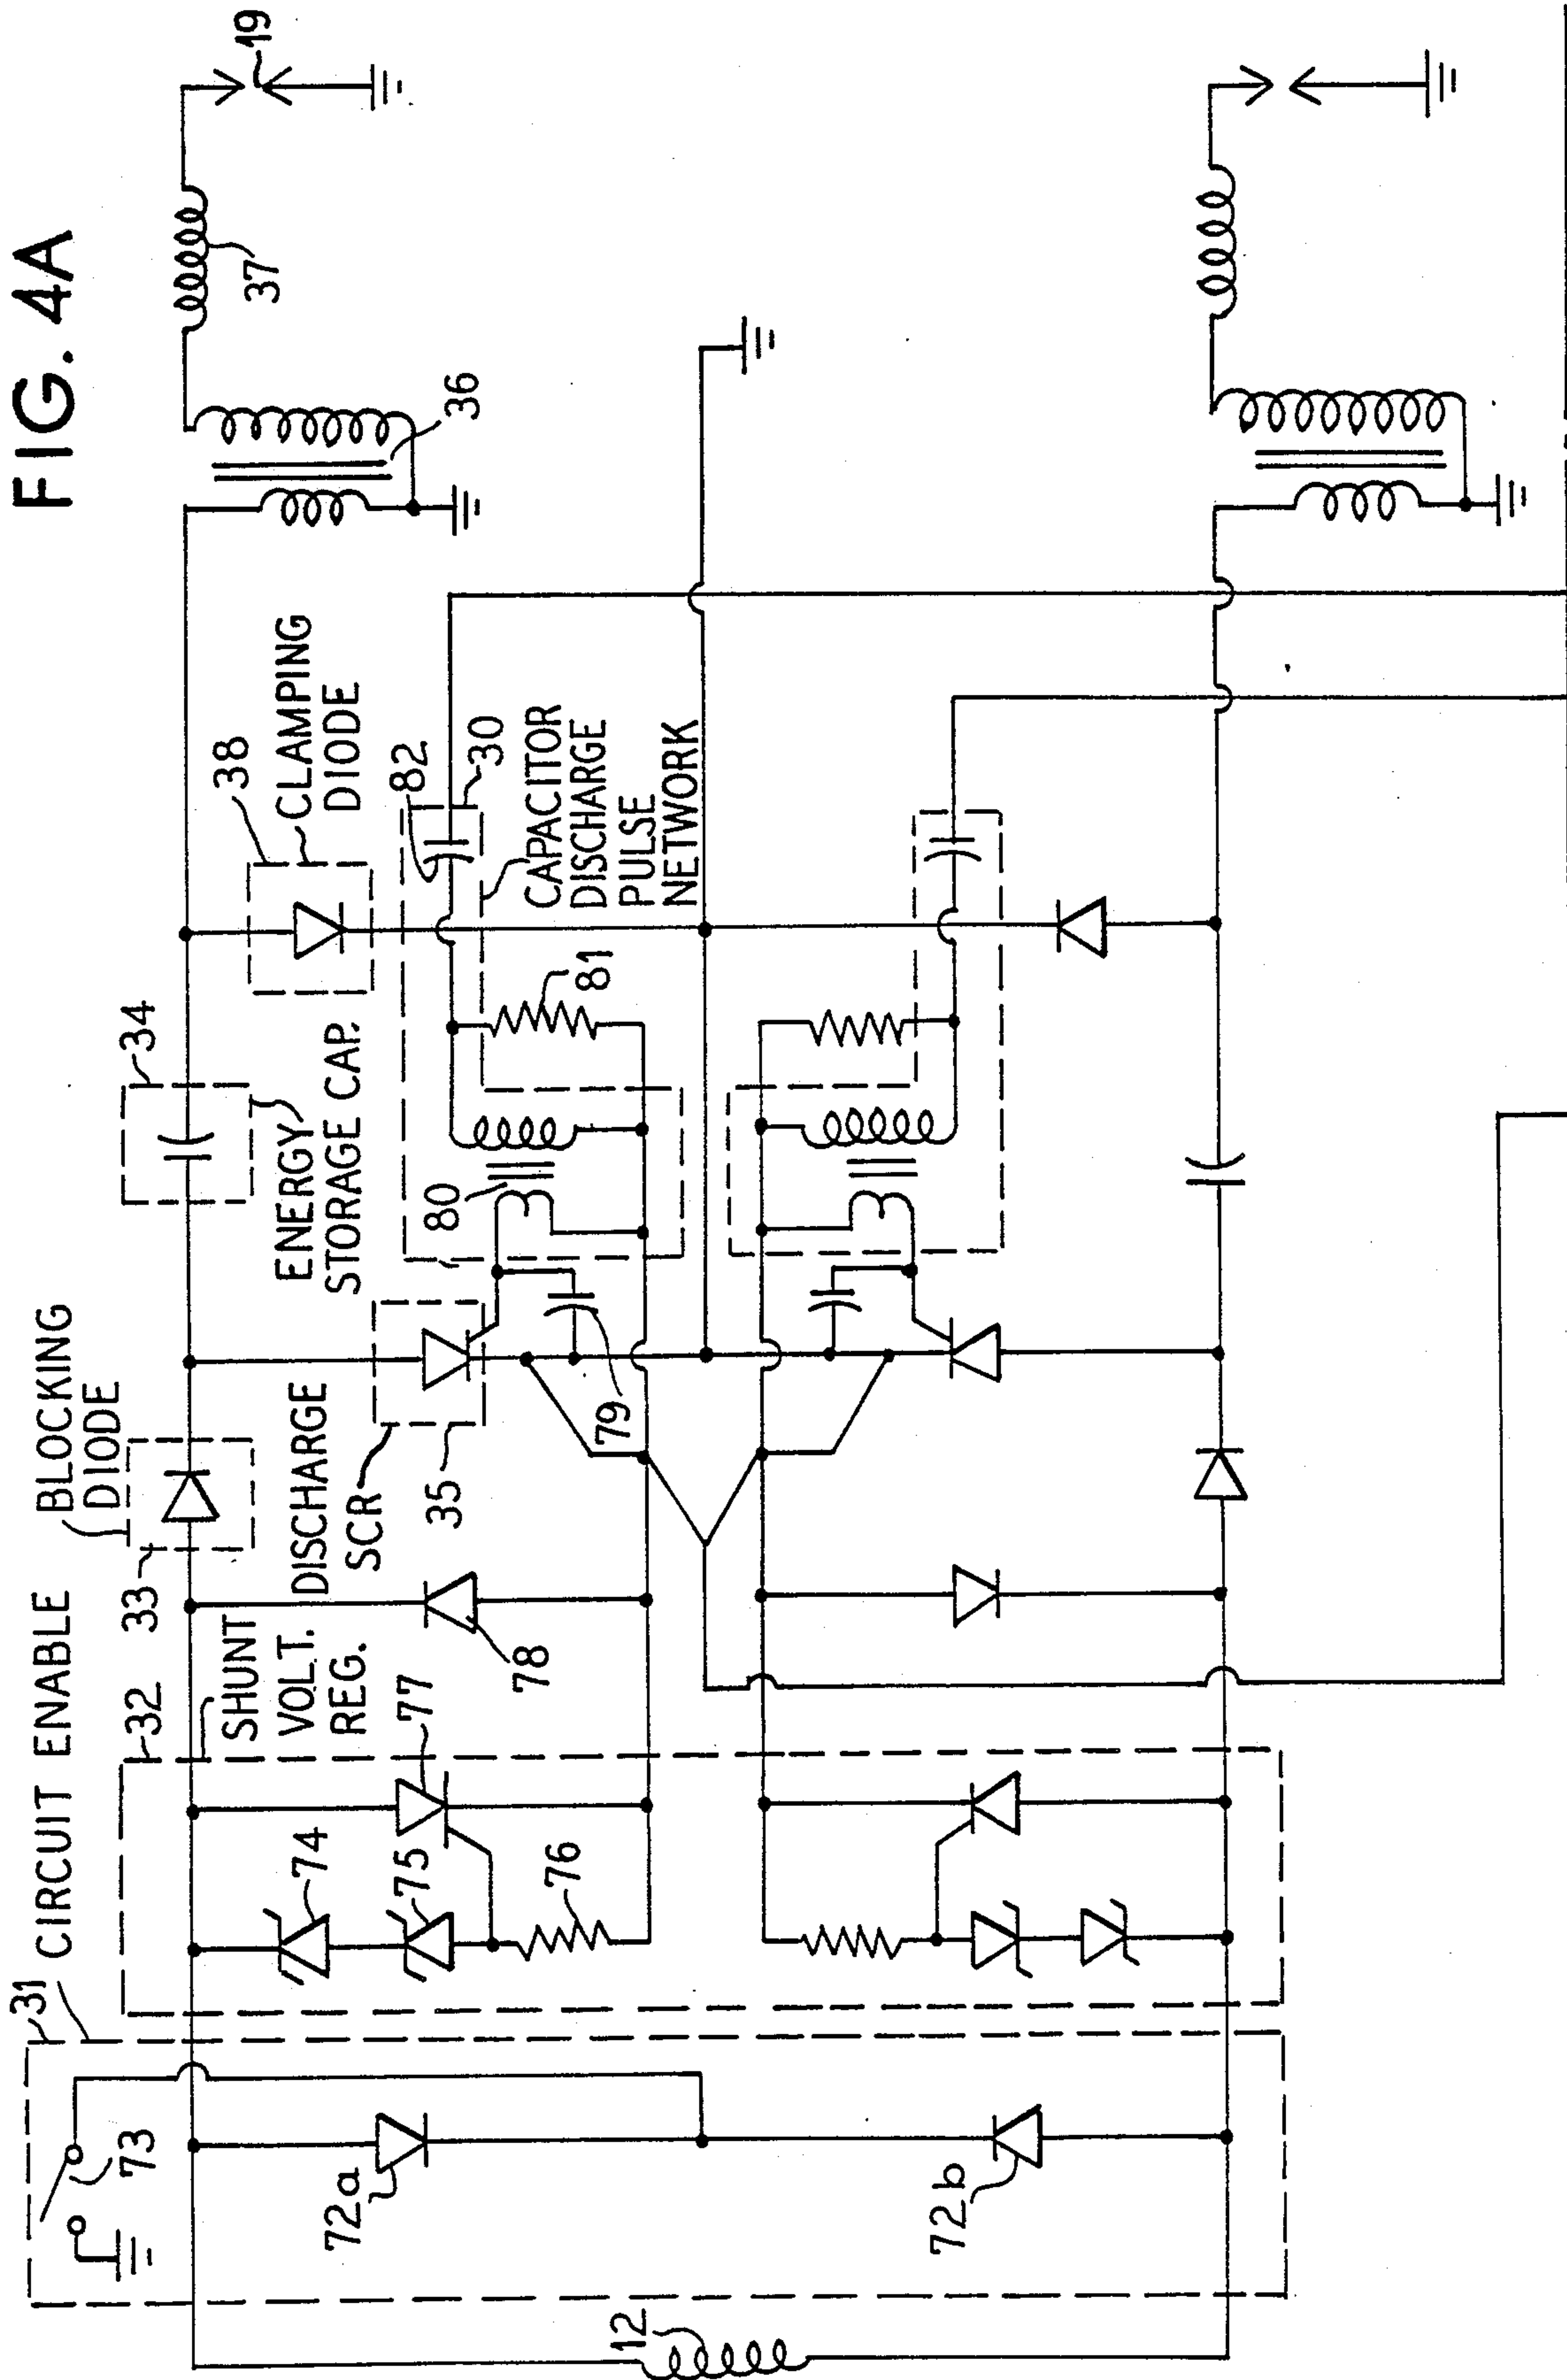 FIG. 4A
31
CIRCUIT ENABLE
73
72a
72b
12
32
SHUNT
VOLT.
REG.
74
75
76
77
78
33
BLOCKING
DIODE
DISCHARGE
SCR
35
79
34
ENERGY
STORAGE CAP.
80
81
82
30
CAPACITOR
DISCHARGE
PULSE
NETWORK
38
CLAMPING
DIODE
36
37
19